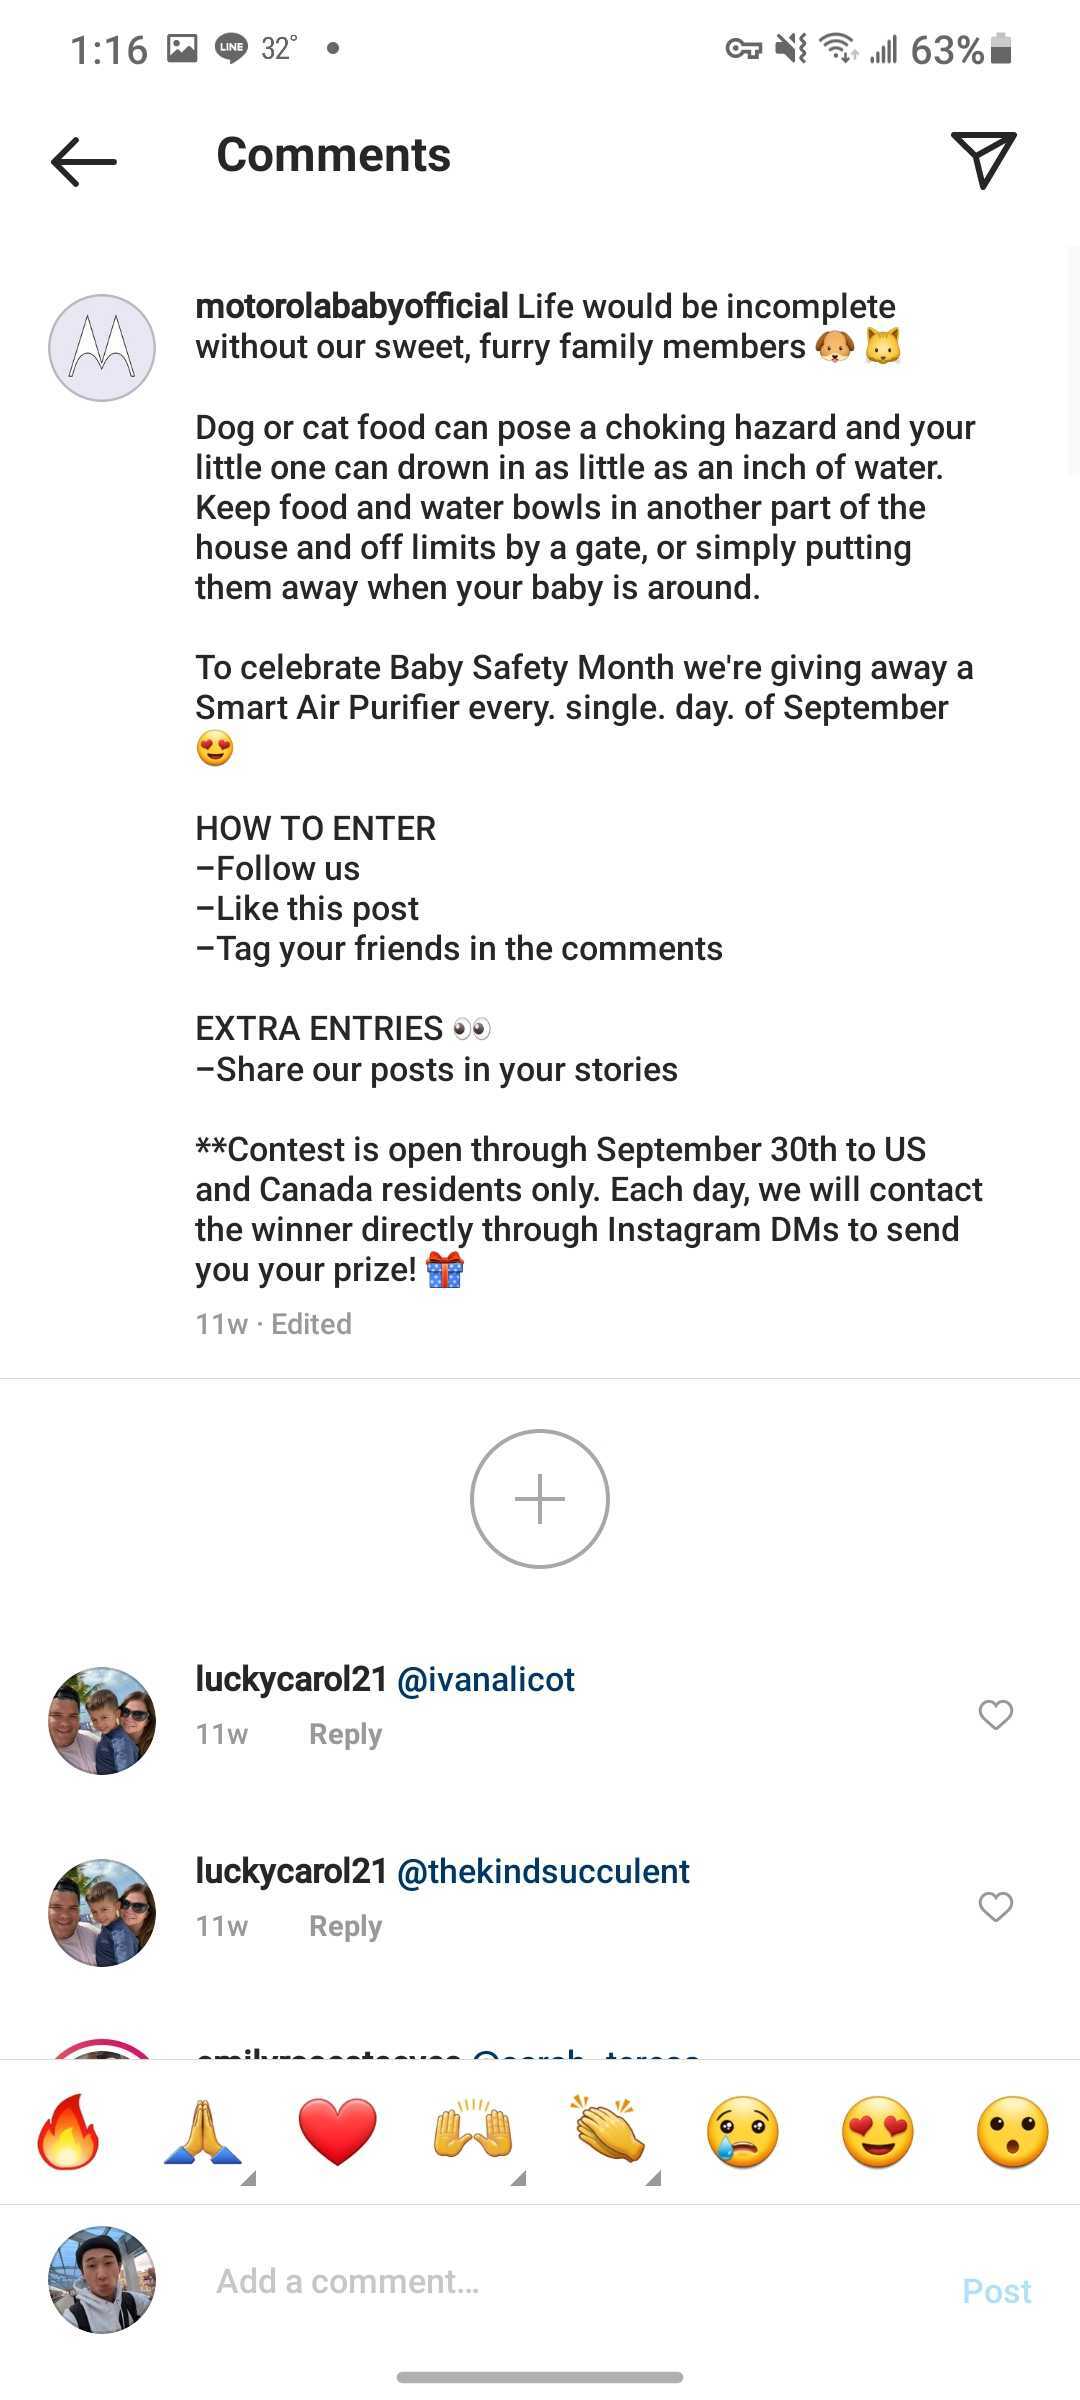 1:16 LINE 32° 63%
Comments
motorolababyofficial Life would be incomplete
without our sweet, furry family members 🐶 🐱
Dog or cat food can pose a choking hazard and your
little one can drown in as little as an inch of water.
Keep food and water bowls in another part of the
house and off limits by a gate, or simply putting
them away when your baby is around.
To celebrate Baby Safety Month we're giving away a
Smart Air Purifier every. single. day. of September
😍
HOW TO ENTER
–Follow us
–Like this post
–Tag your friends in the comments
EXTRA ENTRIES 👀
–Share our posts in your stories
**Contest is open through September 30th to US
and Canada residents only. Each day, we will contact
the winner directly through Instagram DMs to send
you your prize! 🎁
11w · Edited
luckycarol21 @ivanalicot
11w Reply
luckycarol21 @thekindsucculent
11w Reply
Add a comment...
Post